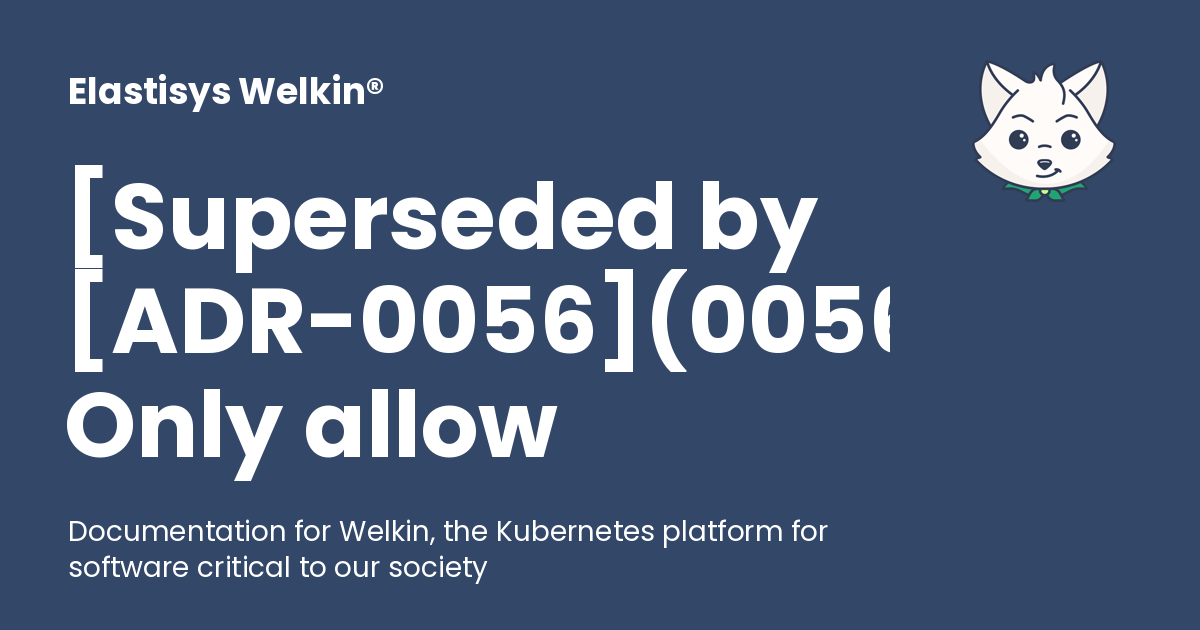 Elastisys Welkin®
[Superseded by
[ADR-0056](0056
Only allow
Documentation for Welkin, the Kubernetes platform for
software critical to our society